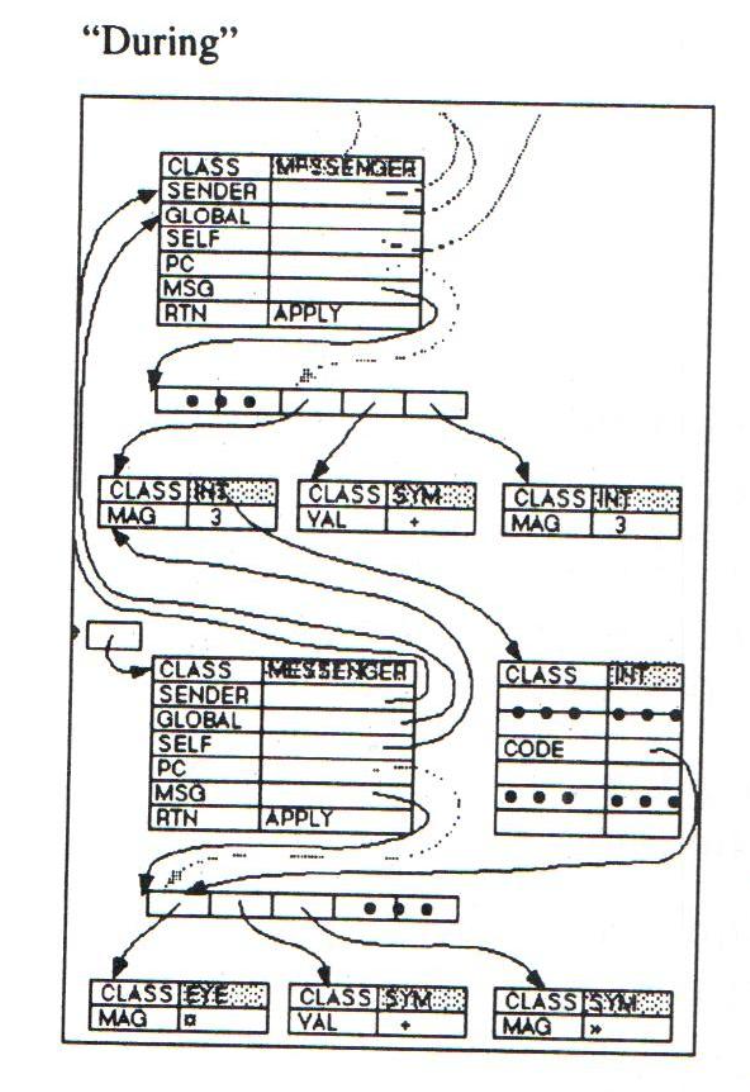 “During”
CLASS MESSENGER
SENDER
GLOBAL
SELF
PC
MSG
RTN APPLY
CLASS INT CLASS SYM CLASS INT
MAG 3 VAL + MAG 3
CLASS MESSENGER
SENDER
GLOBAL
SELF
PC
MSG
RTN APPLY
CLASS INT
CODE
CLASS EYE CLASS SYM CLASS SYM
MAG ¤ VAL + MAG »